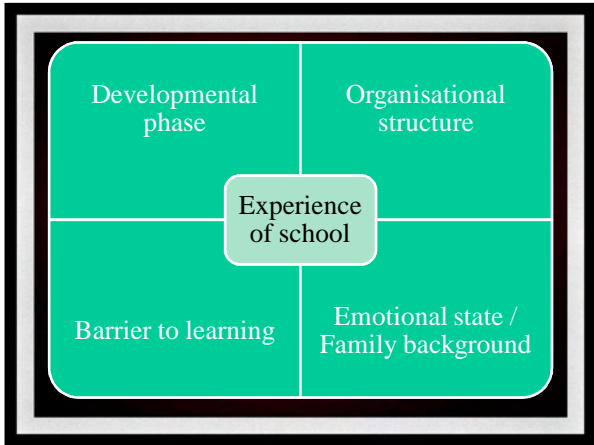 Developmental
phase
Organisational
structure
Experience
of school
Barrier to learning
Emotional state /
Family background